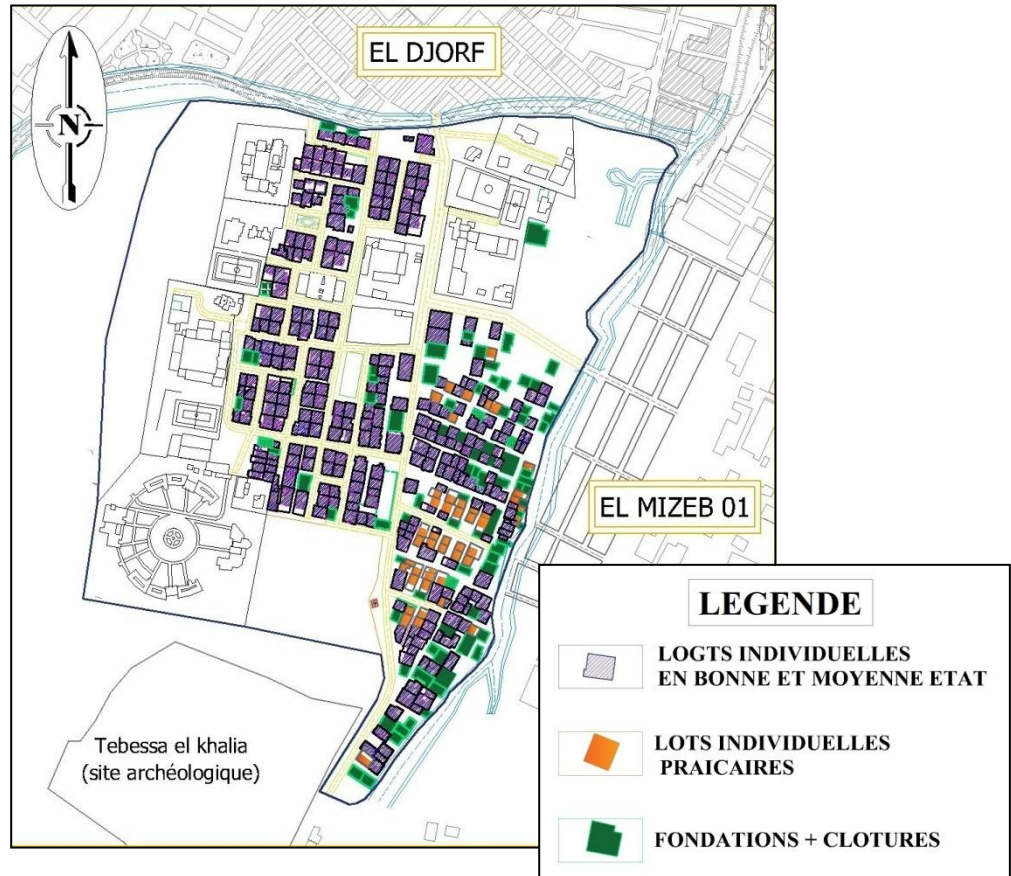 EL DJORF
N
EL MIZEB 01
Tebessa el khalia
(site archéologique)
LEGENDE
LOGTS INDIVIDUELLES
EN BONNE ET MOYENNE ETAT
LOTS INDIVIDUELLES
PRAICAIRES
FONDATIONS + CLOTURES